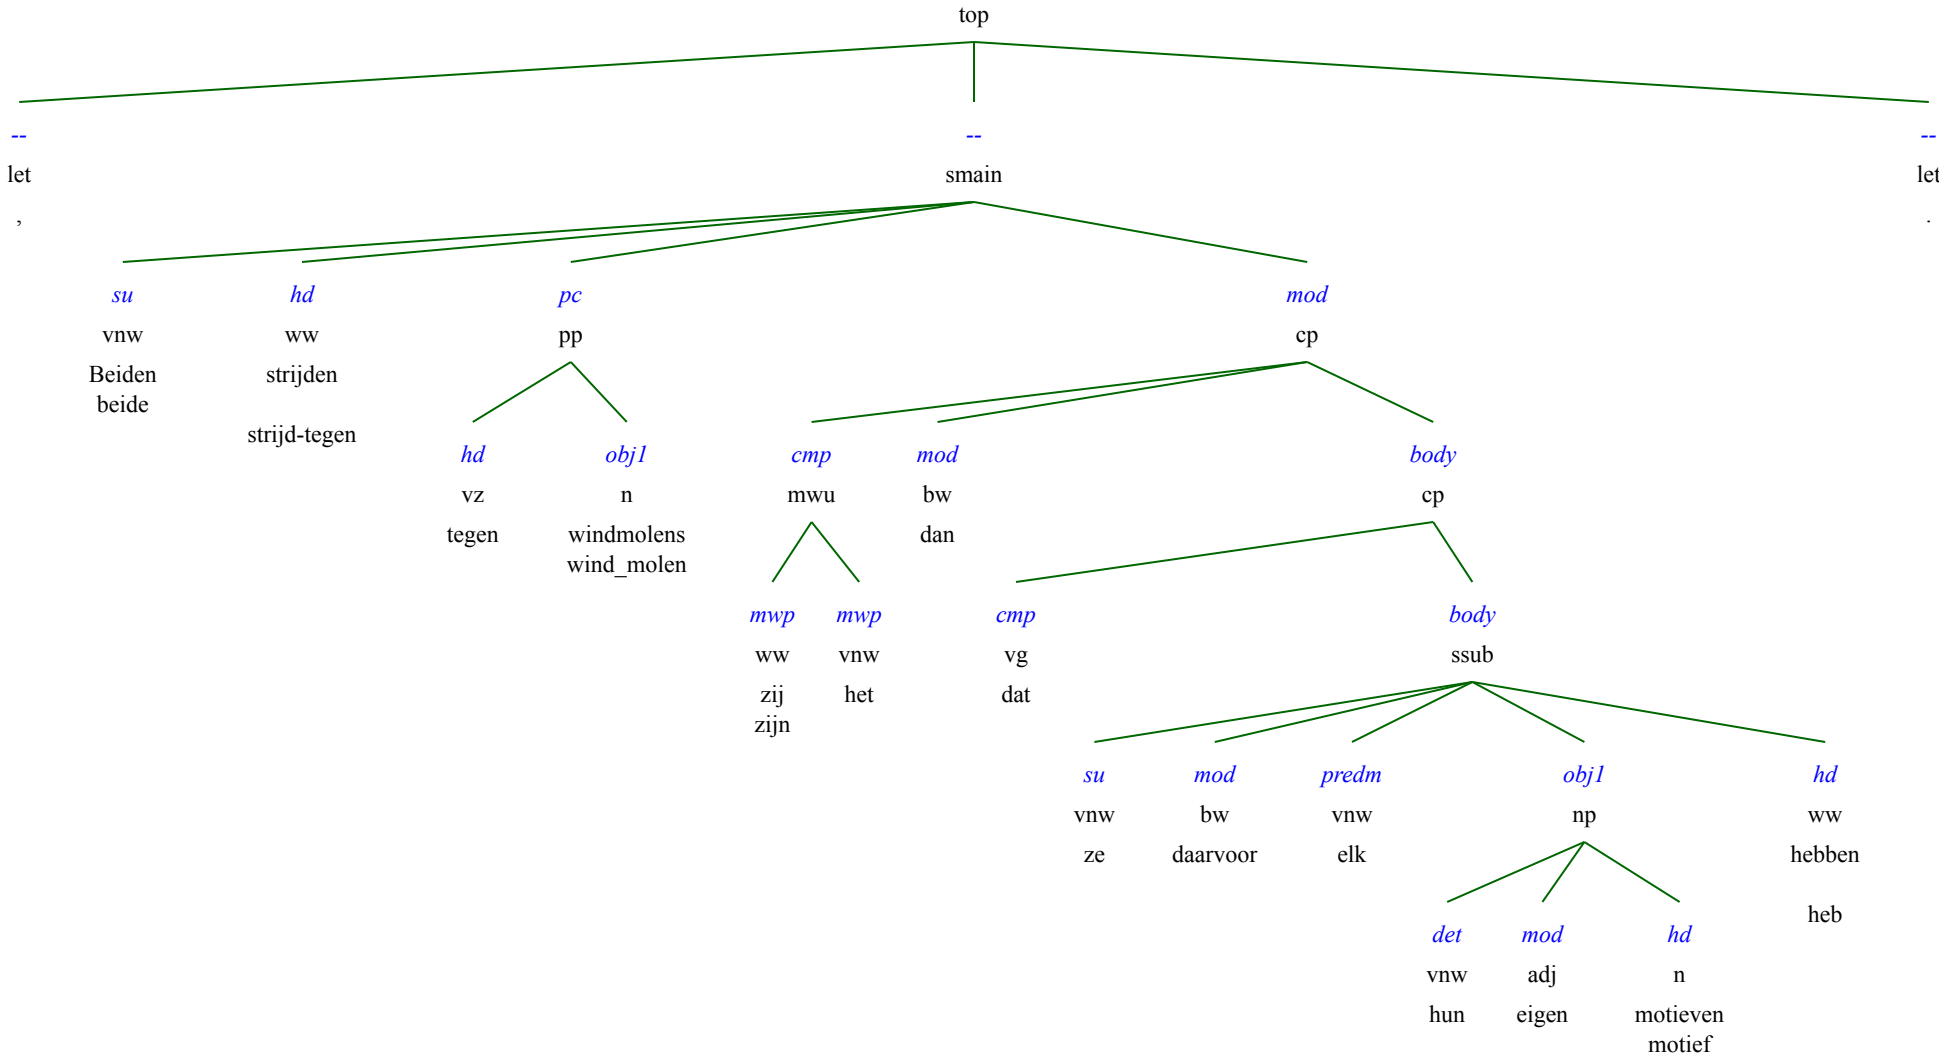 top
-- -- --
let smain let
, .
su hd pc mod
vnw ww pp cp
Beiden strijden
beide
strijd-tegen
hd obj1 cmp mod body
vz n mwu bw cp
tegen windmolens dan
wind_molen
mwp mwp cmp body
ww vnw vg ssub
zij het dat
zijn
su mod predm obj1 hd
vnw bw vnw np ww
ze daarvoor elk hebben
heb
det mod hd
vnw adj n
hun eigen motieven
motief